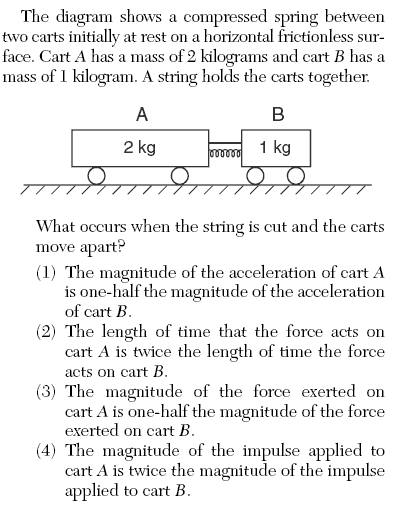 The diagram shows a compressed spring between
two carts initially at rest on a horizontal frictionless sur-
face. Cart A has a mass of 2 kilograms and cart B has a
mass of 1 kilogram. A string holds the carts together.
A B
2 kg 1 kg
What occurs when the string is cut and the carts
move apart?
(1) The magnitude of the acceleration of cart A
is one-half the magnitude of the acceleration
of cart B.
(2) The length of time that the force acts on
cart A is twice the length of time the force
acts on cart B.
(3) The magnitude of the force exerted on
cart A is one-half the magnitude of the force
exerted on cart B.
(4) The magnitude of the impulse applied to
cart A is twice the magnitude of the impulse
applied to cart B.